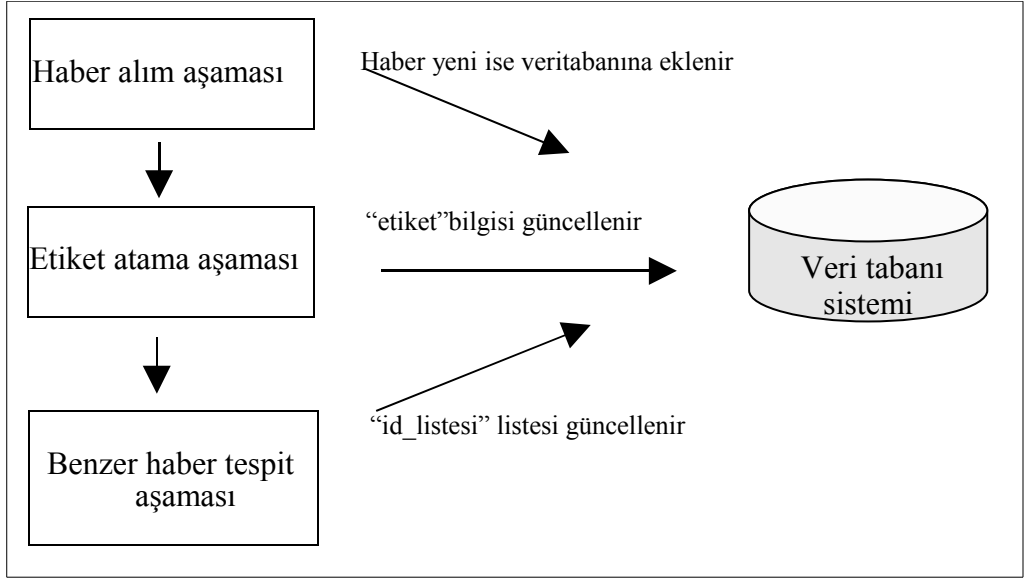 Haber alım aşaması
Haber yeni ise veritabanına eklenir
Etiket atama aşaması
“etiket”bilgisi güncellenir
Veri tabanı
sistemi
“id_listesi” listesi güncellenir
Benzer haber tespit
aşaması